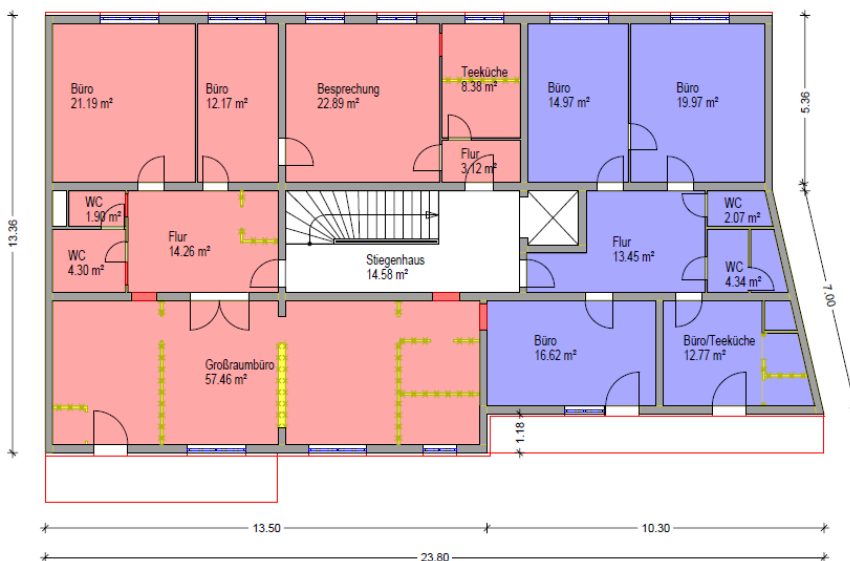 Büro
21.19 m²
Büro
12.17 m²
Besprechung
22.89 m²
Teeküche
8.38 m²
Büro
14.97 m²
Büro
19.97 m²
5.36
Flur
3.12 m²
WC
1.90 m²
WC
4.30 m²
Flur
14.26 m²
Stiegenhaus
14.58 m²
Flur
13.45 m²
WC
2.07 m²
WC
4.34 m²
13.36
7.00
Großraumbüro
57.46 m²
Büro
16.62 m²
Büro/Teeküche
12.77 m²
1.18
13.50
10.30
23.80